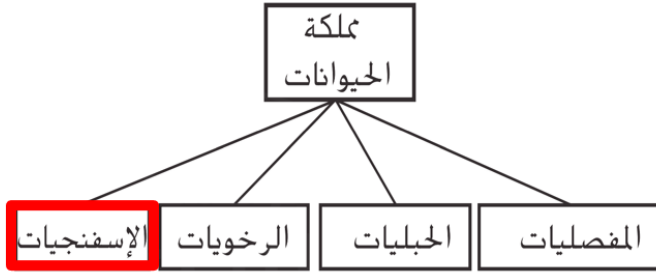 مملكة
الحيوانات
المفصليات
الحبليات
الرخويات
الإسفنجيات